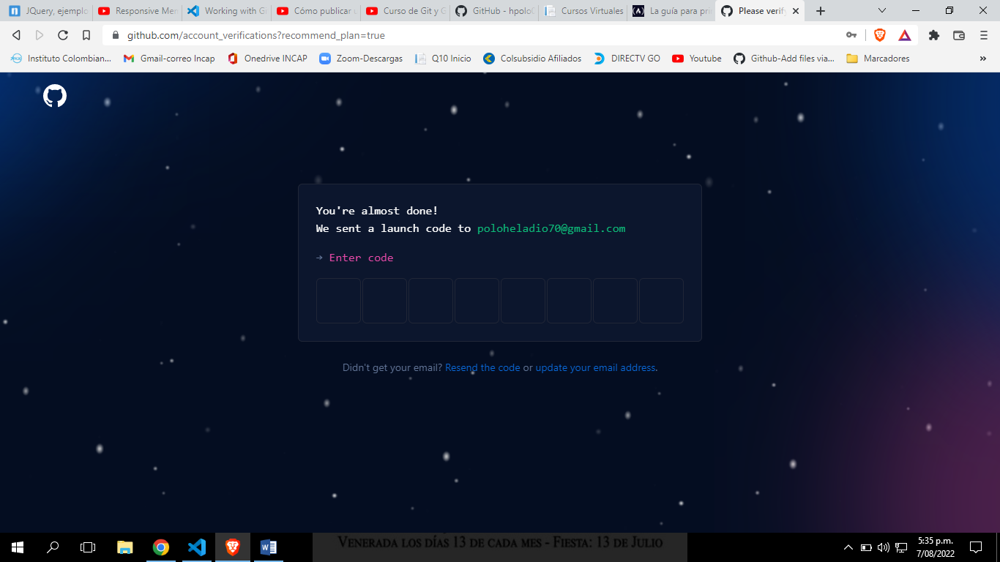 JQuery, ejemplo
Responsive Men
Working with Gi
Cómo publicar u
Curso de Git y G
GitHub - hpolo
Cursos Virtuales
La guía para prin
Please verify
github.com/account_verifications?recommend_plan=true
Instituto Colombian...
Gmail-correo Incap
Onedrive INCAP
Zoom-Descargas
Q10 Inicio
Colsubsidio Afiliados
DIRECTV GO
Youtube
Github-Add files via...
Marcadores
»
You're almost done!
We sent a launch code to poloheladio70@gmail.com
→ Enter code
Didn't get your email? Resend the code or update your email address.
Venerada los días 13 de cada mes - Fiesta: 13 de Julio
5:35 p.m.
7/08/2022